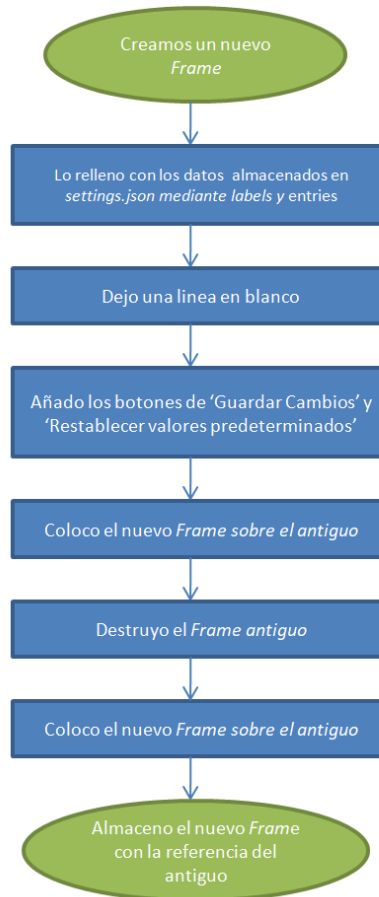 Creamos un nuevo
Frame
Lo relleno con los datos almacenados en
settings.json mediante labels y entries
Dejo una linea en blanco
Añado los botones de ‘Guardar Cambios’ y
‘Restablecer valores predeterminados’
Coloco el nuevo Frame sobre el antiguo
Destruyo el Frame antiguo
Coloco el nuevo Frame sobre el antiguo
Almaceno el nuevo Frame
con la referencia del
antiguo